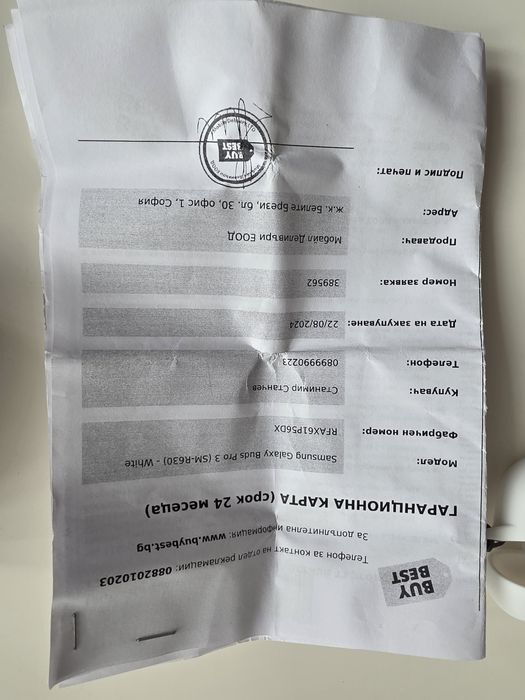 BUY
BEST
Телефон за контакт на отдел рекламации: 0882010203
За допълнителна информация: www.buybest.bg
ГАРАНЦИОННА КАРТА (срок 24 месеца)
Модел: Samsung Galaxy Buds Pro 3 (SM-R630) - White
Фабричен номер: RFAX61P56DX
Купувач: Станимир Станчев
Телефон: 0899990223
Дата на закупуване: 22/08/2024
Номер заявка: 389562
Продавач: Мобайл Деливъри ЕООД
Адрес: ж.к. Белите брези, бл. 30, офис 1, София
Подпис и печат:
BUY
BEST